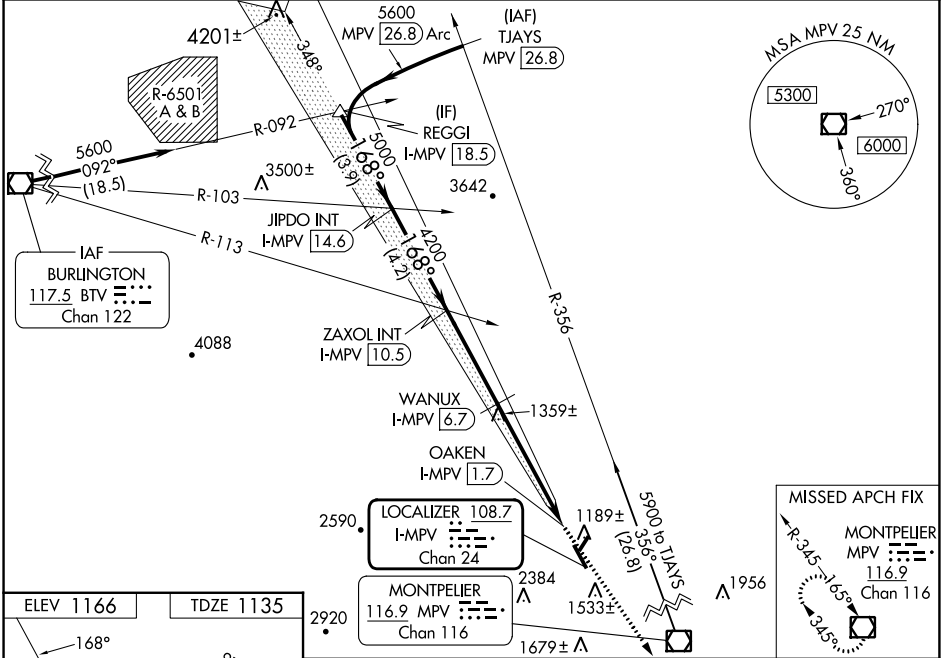 4201±
348°
5600
MPV 26.8 Arc
(IAF)
TJAYS
MPV 26.8
MSA MPV 25 NM
5300
270°
6000
360°
R-6501
A & B
R-092
5600
092°
(18.5)
(IF)
REGGI
I-MPV 18.5
5000
168°
(3.9)
3500±
3642
R-103
JIPDO INT
I-MPV 14.6
R-113
4200
168°
(4.2)
IAF
BURLINGTON
117.5 BTV
Chan 122
R-356
ZAXOL INT
I-MPV 10.5
4088
WANUX
I-MPV 6.7
1359±
OAKEN
I-MPV 1.7
LOCALIZER 108.7
I-MPV
Chan 24
2590
1189±
5900 to TJAYS
356°
(26.8)
MISSED APCH FIX
MONTPELIER
MPV
116.9
Chan 116
R-345
165°
345°
2384
1533±
1956
MONTPELIER
116.9 MPV
Chan 116
2920
1679±
ELEV 1166
TDZE 1135
168°